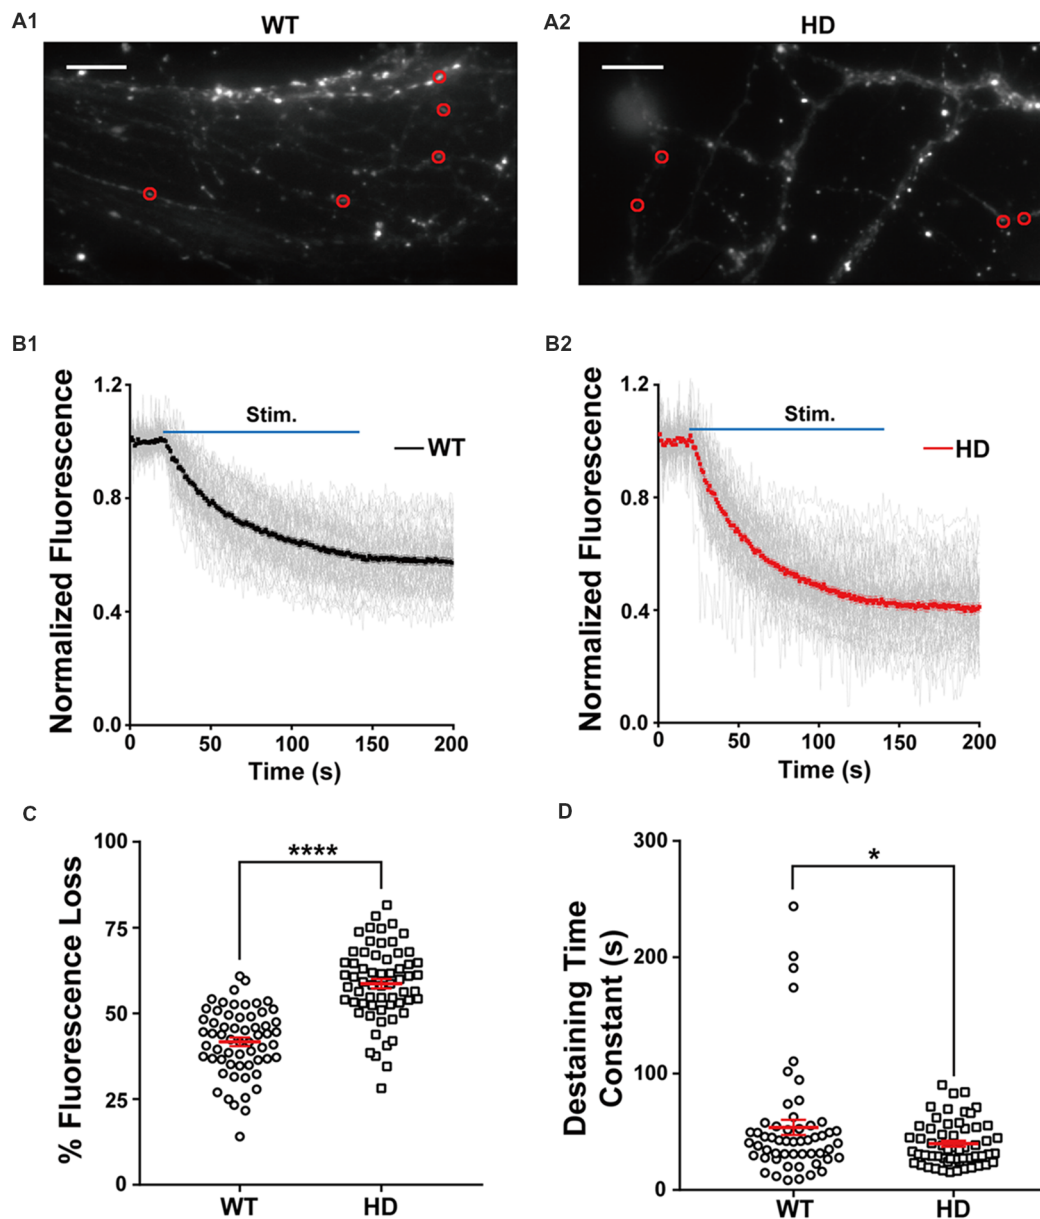 A1
WT
A2
HD
B1
Normalized Fluorescence
1.2
0.8
0.4
0.0
Stim.
WT
0
50
100
150
200
Time (s)
B2
Normalized Fluorescence
1.2
0.8
0.4
0.0
Stim.
HD
0
50
100
150
200
Time (s)
C
% Fluorescence Loss
100
75
50
25
0
****
WT
HD
D
Destaining Time
Constant (s)
300
200
100
0
*
WT
HD